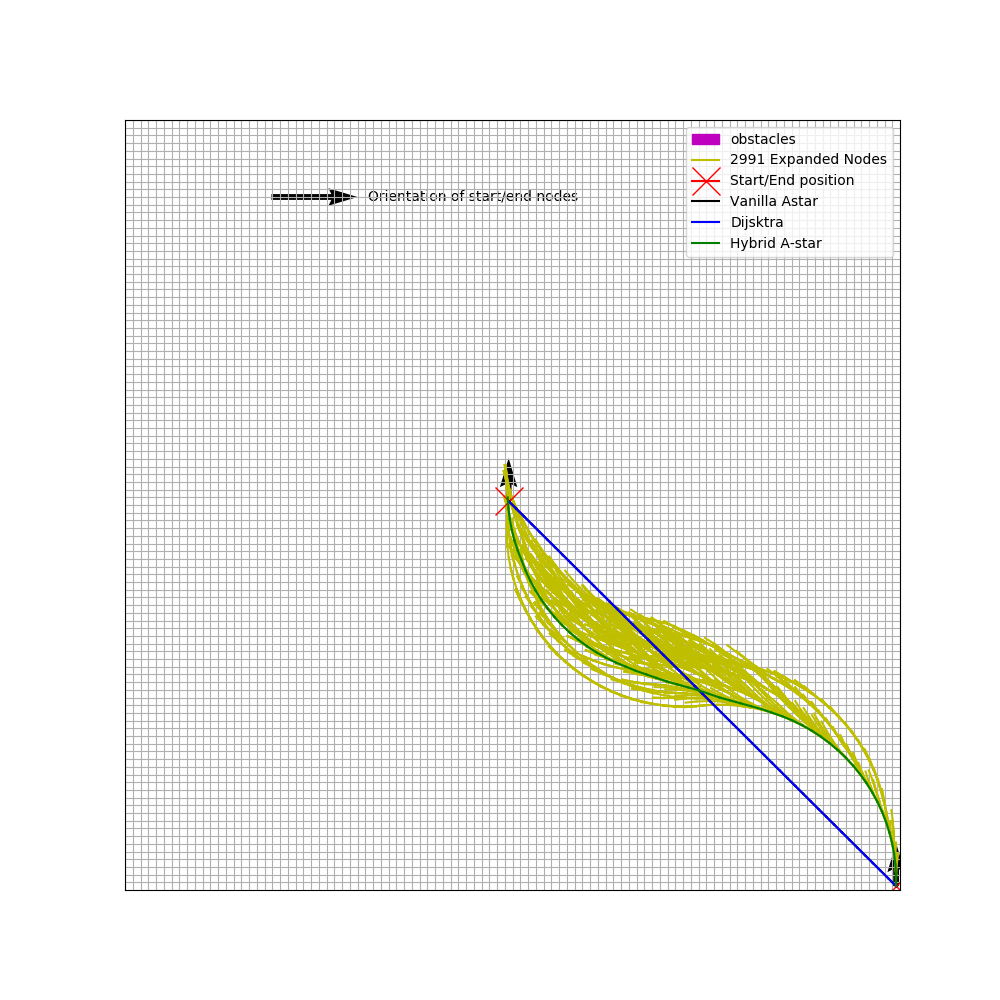 obstacles
2991 Expanded Nodes
Start/End position
Vanilla Astar
Dijsktra
Hybrid A-star
Orientation of start/end nodes